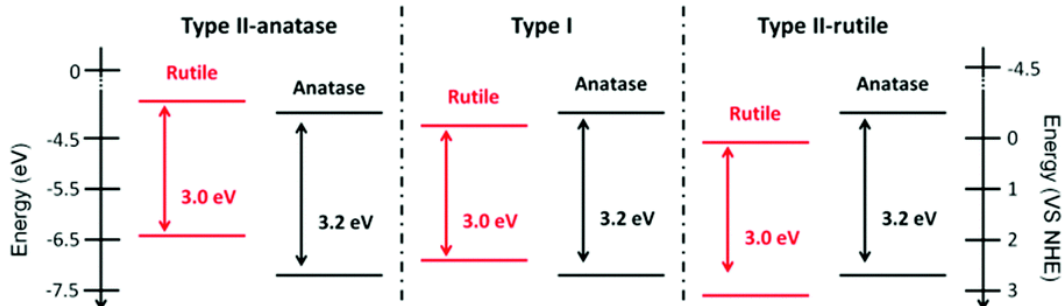 Type II-anatase
Type I
Type II-rutile
0
-4.5
-5.5
-6.5
-7.5
Energy (eV)
Rutile
3.0 eV
Anatase
3.2 eV
Rutile
3.0 eV
Anatase
3.2 eV
Rutile
3.0 eV
Anatase
3.2 eV
-4.5
0
1
2
3
Energy (VS NHE)